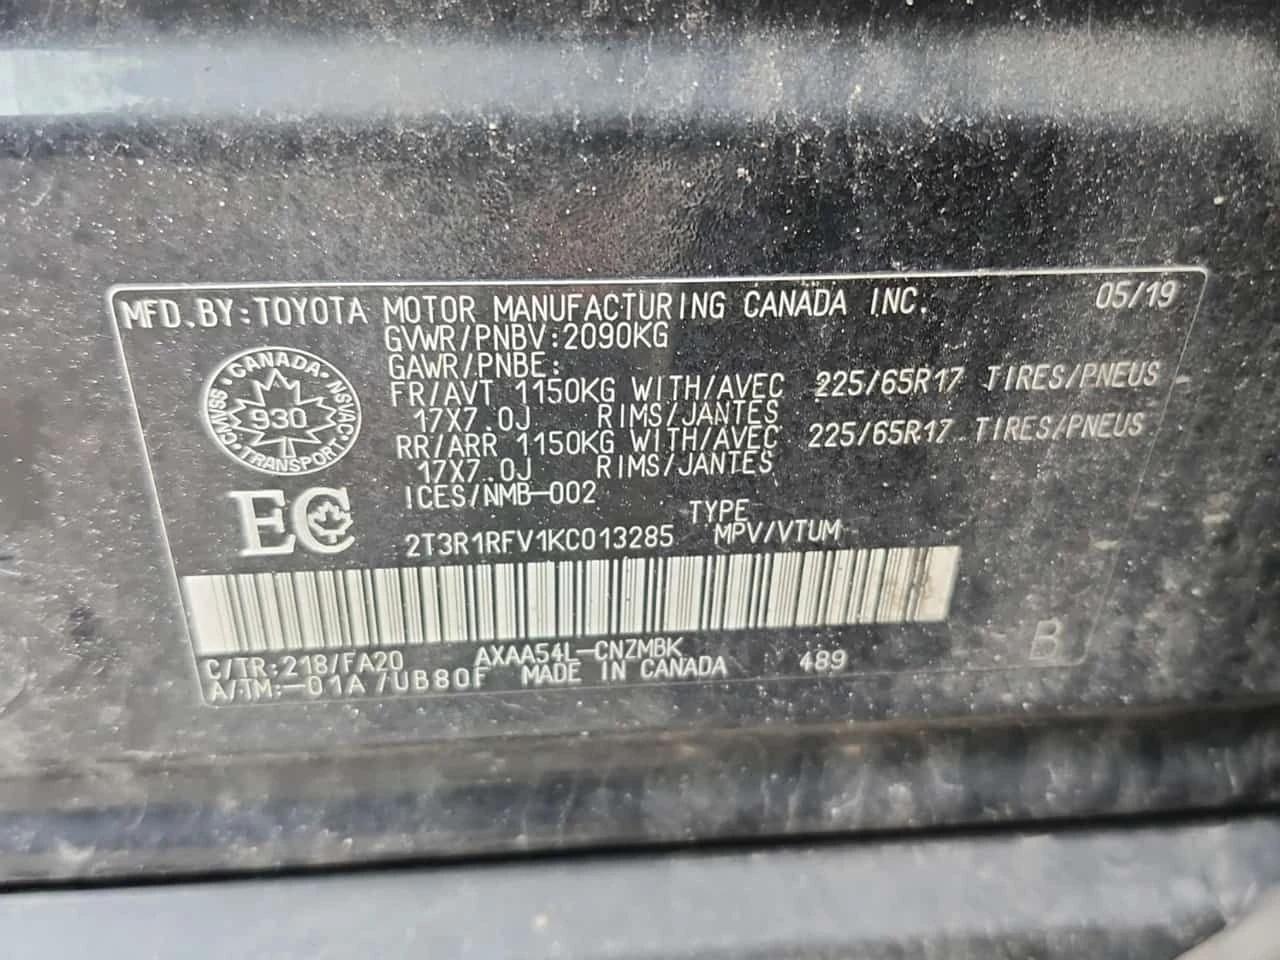 MFD.BY:TOYOTA MOTOR MANUFACTURING CANADA INC. 05/19
GVWR/PNBV:2090KG
GAWR/PNBE:
FR/AVT 1150KG WITH/AVEC 225/65R17 TIRES/PNEUS
17X7.0J RIMS/JANTES
RR/ARR 1150KG WITH/AVEC 225/65R17 TIRES/PNEUS
17X7.0J RIMS/JANTES
ICES/NMB-002
CANADA
NSVAC
930
CMVSS
TRANSPORT
EC
TYPE
2T3R1RFV1KC013285 MPV/VTUM
C/TR:218/FA20 AXAA54L-CNZMBK 489
A/TM:-01A /UB80F MADE IN CANADA
B